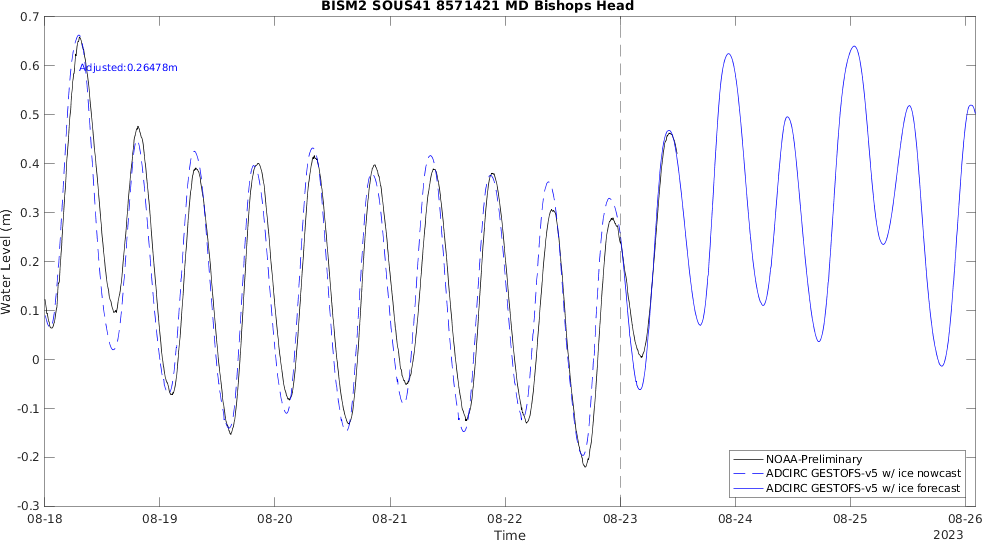 BISM2 SOUS41 8571421 MD Bishops Head
0.7
0.6
0.5
0.4
0.3
0.2
0.1
0
-0.1
-0.2
-0.3
Water Level (m)
Adjusted:0.26478m
NOAA-Preliminary
ADCIRC GESTOFS-v5 w/ ice nowcast
ADCIRC GESTOFS-v5 w/ ice forecast
08-18 08-19 08-20 08-21 08-22 08-23 08-24 08-25 08-26
Time
2023